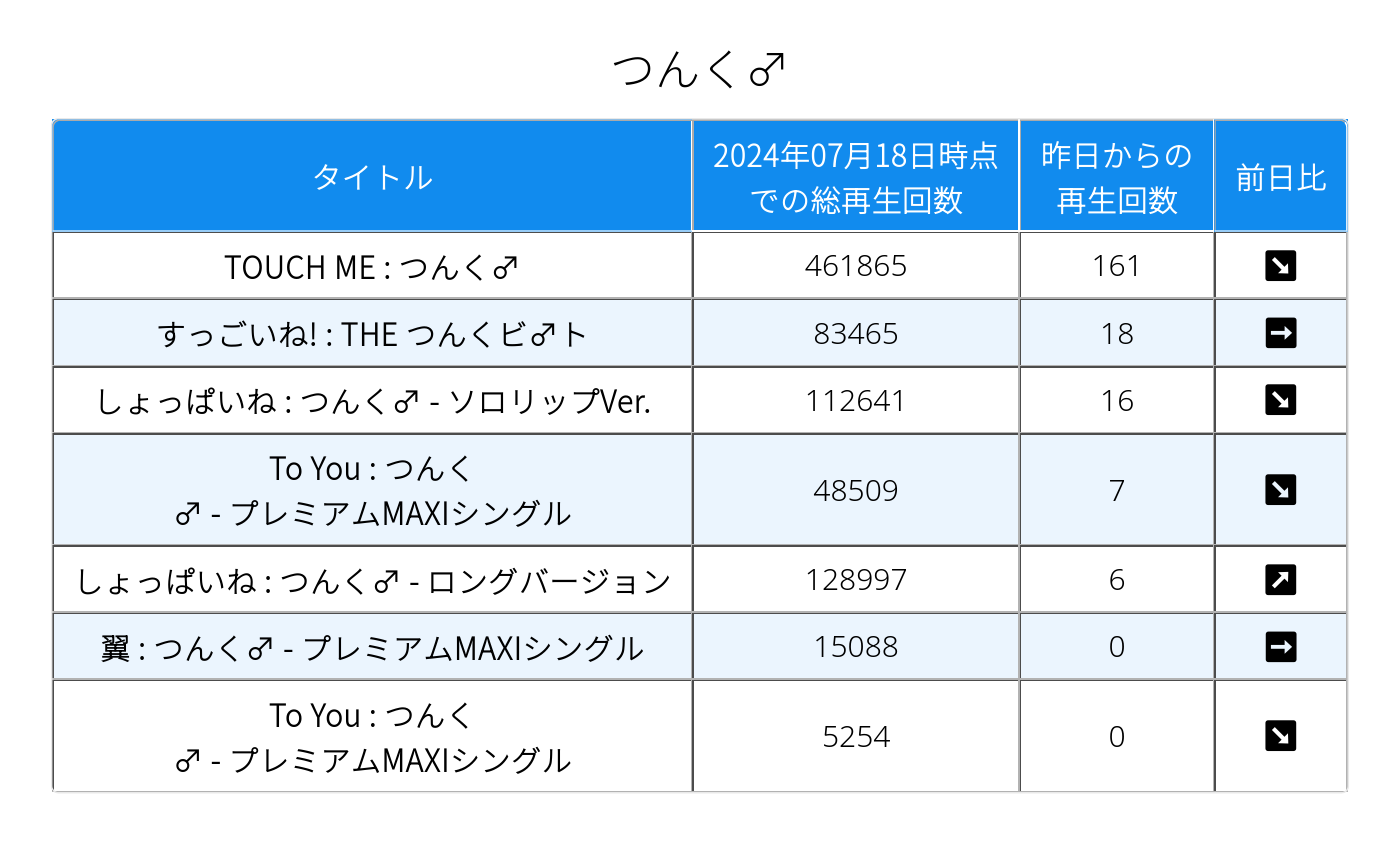 つんく♂
タイトル
2024年07月18日時点
での総再生回数
昨日からの
再生回数
前日比
TOUCH ME : つんく♂ 461865 161 ↘
すっごいね! : THE つんくビ♂ト 83465 18 →
しょっぱいね : つんく♂ - ソロリップVer. 112641 16 ↘
To You : つんく
♂ - プレミアムMAXIシングル 48509 7 ↘
しょっぱいね : つんく♂ - ロングバージョン 128997 6 ↗
翼 : つんく♂ - プレミアムMAXIシングル 15088 0 →
To You : つんく
♂ - プレミアムMAXIシングル 5254 0 ↘